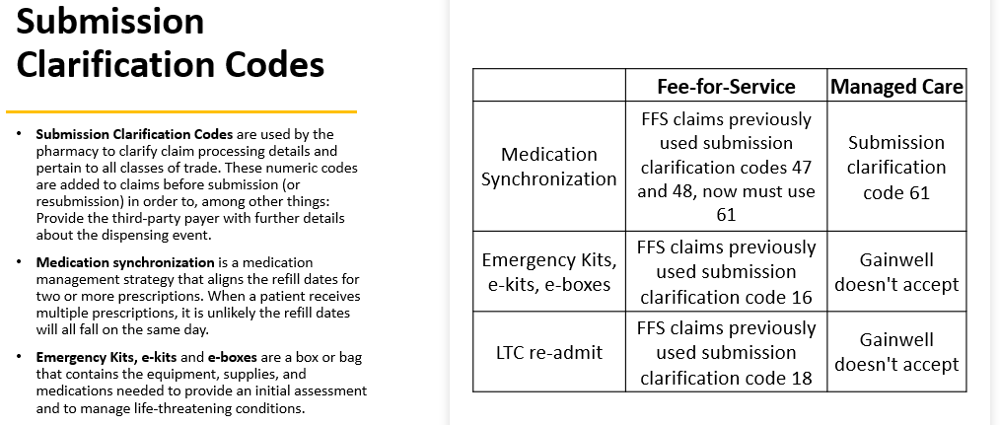 Submission
Clarification Codes
• Submission Clarification Codes are used by the
pharmacy to clarify claim processing details and
pertain to all classes of trade. These numeric codes
are added to claims before submission (or
resubmission) in order to, among other things:
Provide the third-party payer with further details
about the dispensing event.
• Medication synchronization is a medication
management strategy that aligns the refill dates for
two or more prescriptions. When a patient receives
multiple prescriptions, it is unlikely the refill dates
will all fall on the same day.
• Emergency Kits, e-kits and e-boxes are a box or bag
that contains the equipment, supplies, and
medications needed to provide an initial assessment
and to manage life-threatening conditions.
Fee-for-Service
Managed Care
Medication
Synchronization
FFS claims previously
used submission
clarification codes 47
and 48, now must use
61
Submission
clarification
code 61
Emergency Kits,
e-kits, e-boxes
FFS claims previously
used submission
clarification code 16
Gainwell
doesn't accept
LTC re-admit
FFS claims previously
used submission
clarification code 18
Gainwell
doesn't accept